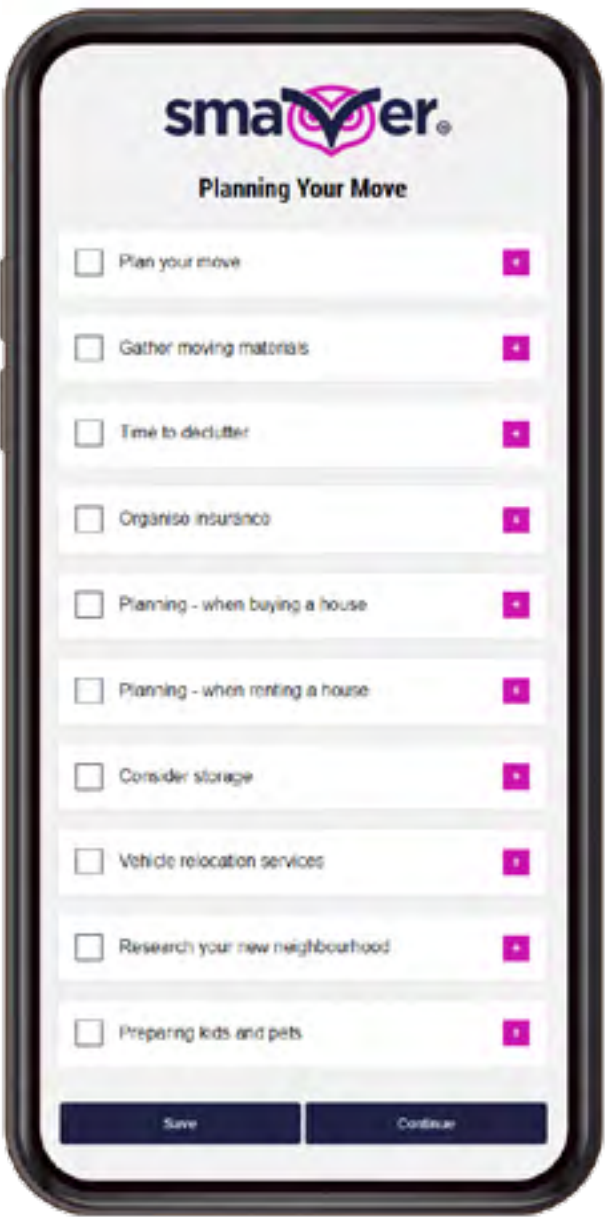 smaver®
Planning Your Move
Plan your move
Gather moving materials
Time to declutter
Organise insurance
Planning - when buying a house
Planning - when renting a house
Consider storage
Vehicle relocation services
Research your new neighbourhood
Preparing kids and pets
Save
Continue